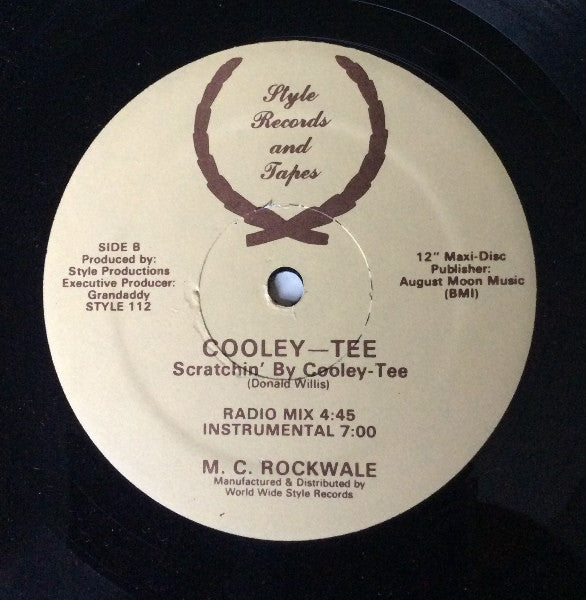 Style
Records
and
Tapes
SIDE B
Produced by:
Style Productions
Executive Producer:
Grandaddy
STYLE 112
12" Maxi-Disc
Publisher:
August Moon Music
(BMI)
COOLEY—TEE
Scratchin' By Cooley-Tee
(Donald Willis)
RADIO MIX 4:45
INSTRUMENTAL 7:00
M. C. ROCKWALE
Manufactured & Distributed by
World Wide Style Records